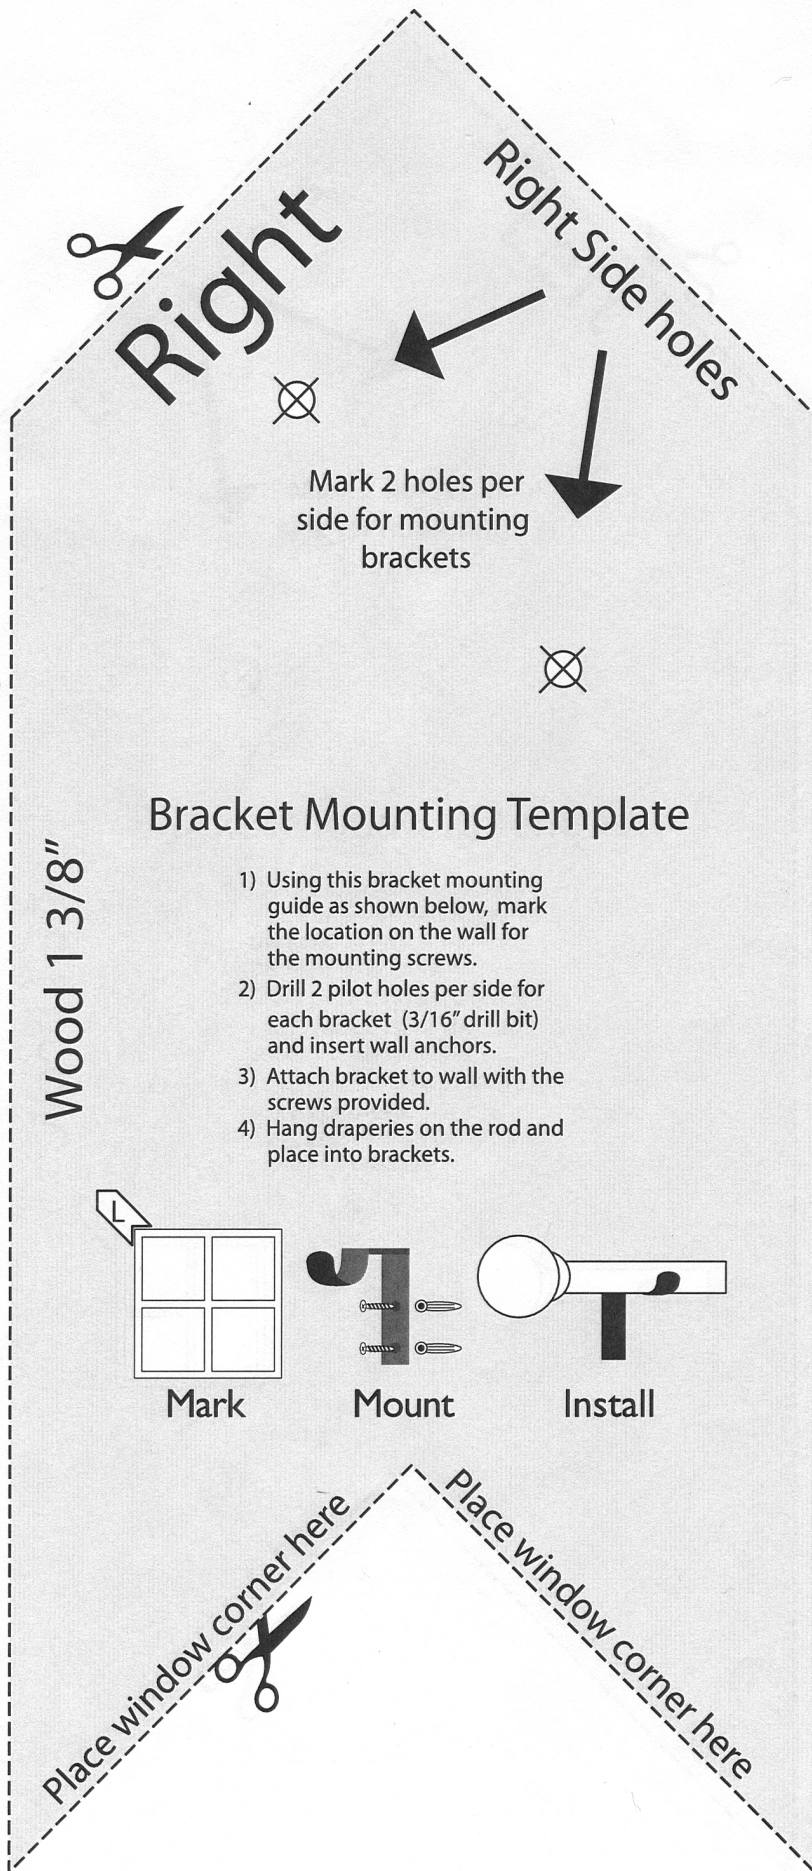 Right
Right Side holes
Mark 2 holes per
side for mounting
brackets
Bracket Mounting Template
Wood 1 3/8”
1) Using this bracket mounting
guide as shown below, mark
the location on the wall for
the mounting screws.
2) Drill 2 pilot holes per side for
each bracket (3/16” drill bit)
and insert wall anchors.
3) Attach bracket to wall with the
screws provided.
4) Hang draperies on the rod and
place into brackets.
L
Mark
Mount
Install
Place window corner here
Place window corner here